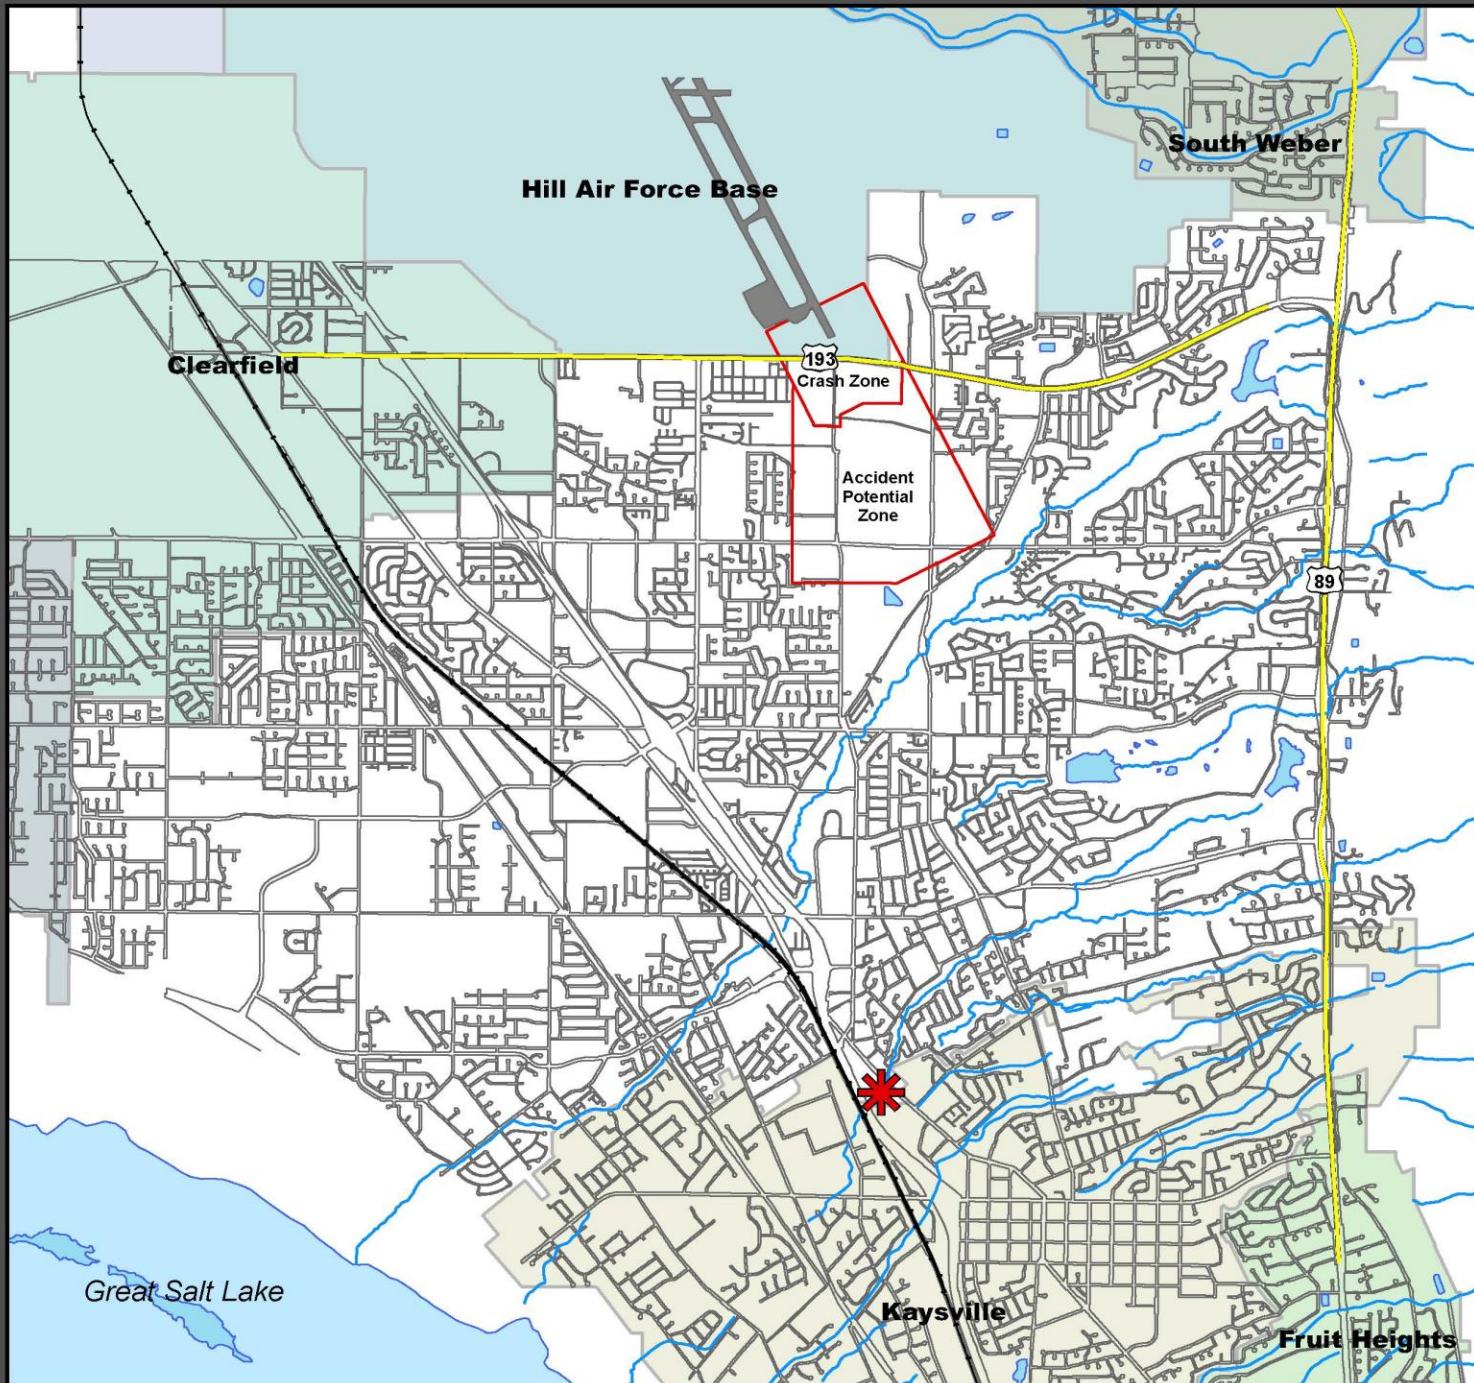 South Weber
Hill Air Force Base
193
Clearfield
Crash Zone
Accident
Potential
Zone
89
Great Salt Lake
Kaysville
Fruit Heights